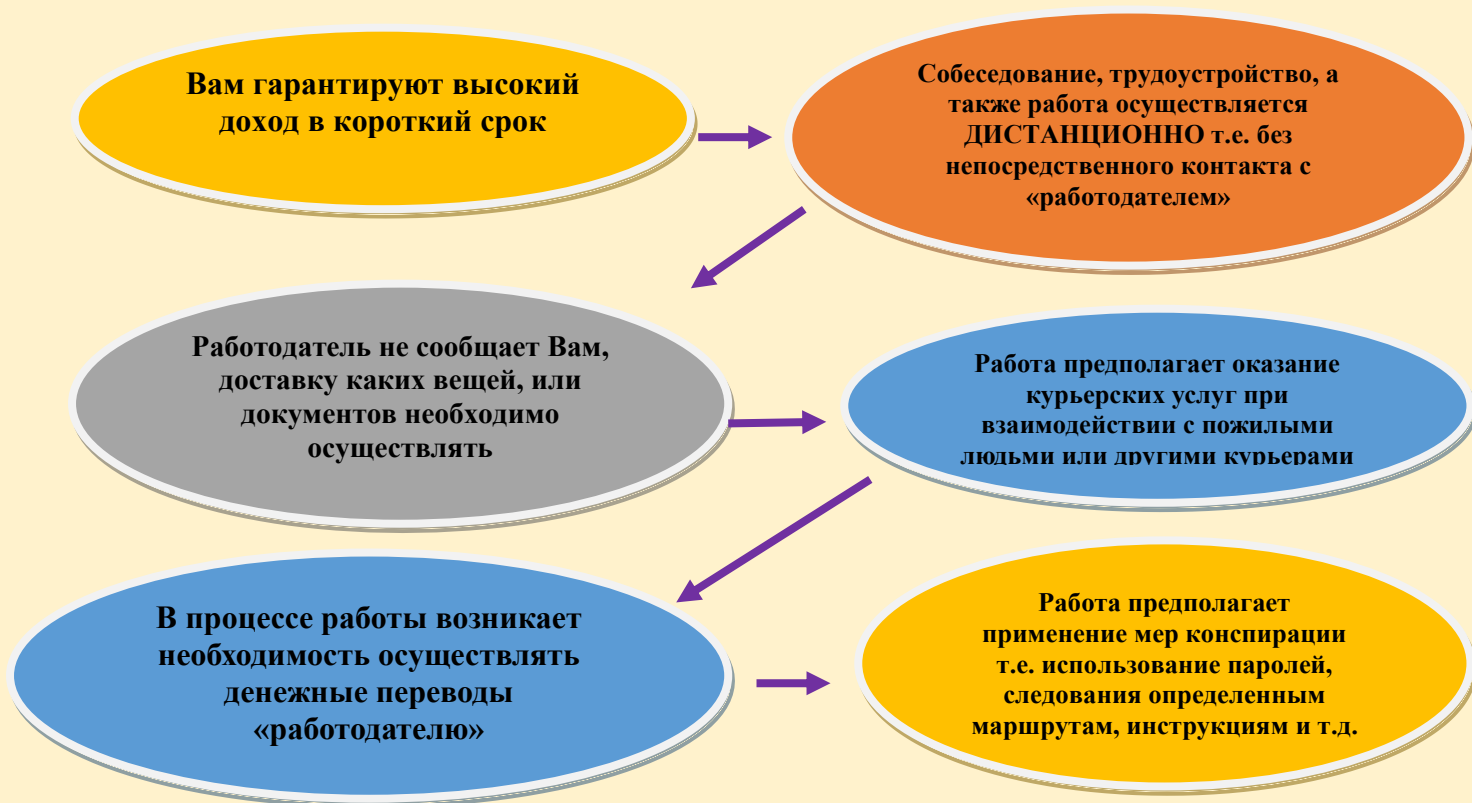 Вам гарантируют высокий
доход в короткий срок
Собеседование, трудоустройство, а
также работа осуществляется
ДИСТАНЦИОННО т.е. без
непосредственного контакта с
«работодателем»
Работодатель не сообщает Вам,
доставку каких вещей, или
документов необходимо
осуществлять
Работа предполагает оказание
курьерских услуг при
взаимодействии с пожилыми
людьми или другими курьерами
В процессе работы возникает
необходимость осуществлять
денежные переводы
«работодателю»
Работа предполагает
применение мер конспирации
т.е. использование паролей,
следования определенным
маршрутам, инструкциям и т.д.